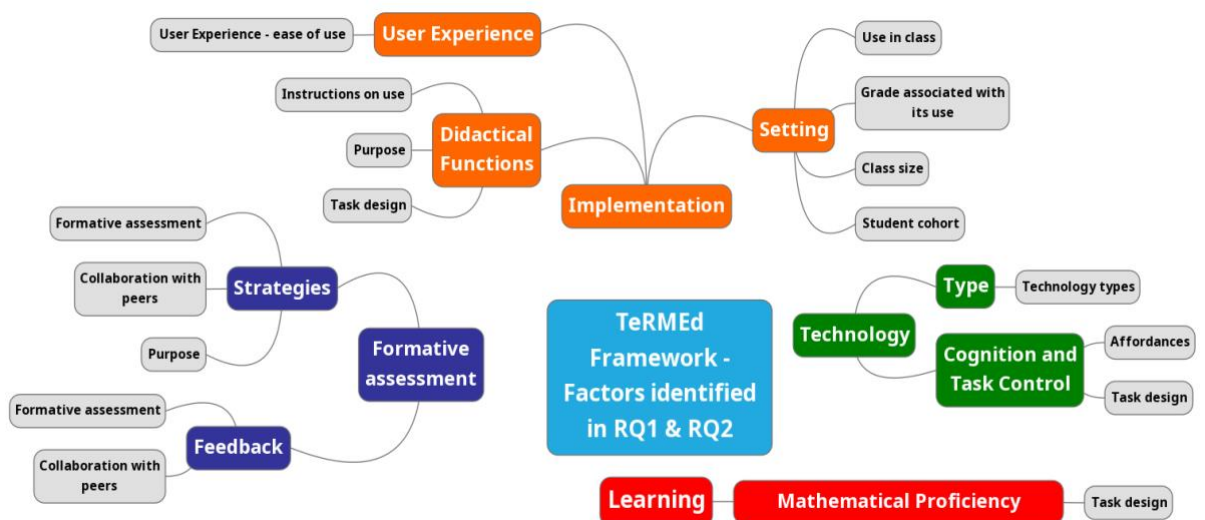 User Experience - ease of use
User Experience
Instructions on use
Didactical
Functions
Purpose
Task design
Implementation
Setting
Use in class
Grade associated with
its use
Class size
Student cohort
Formative assessment
Collaboration with
peers
Strategies
Purpose
Formative
assessment
Formative assessment
Feedback
Collaboration with
peers
TeRMEd
Framework -
Factors identified
in RQ1 & RQ2
Technology
Type
Technology types
Cognition and
Task Control
Affordances
Task design
Learning
Mathematical Proficiency
Task design